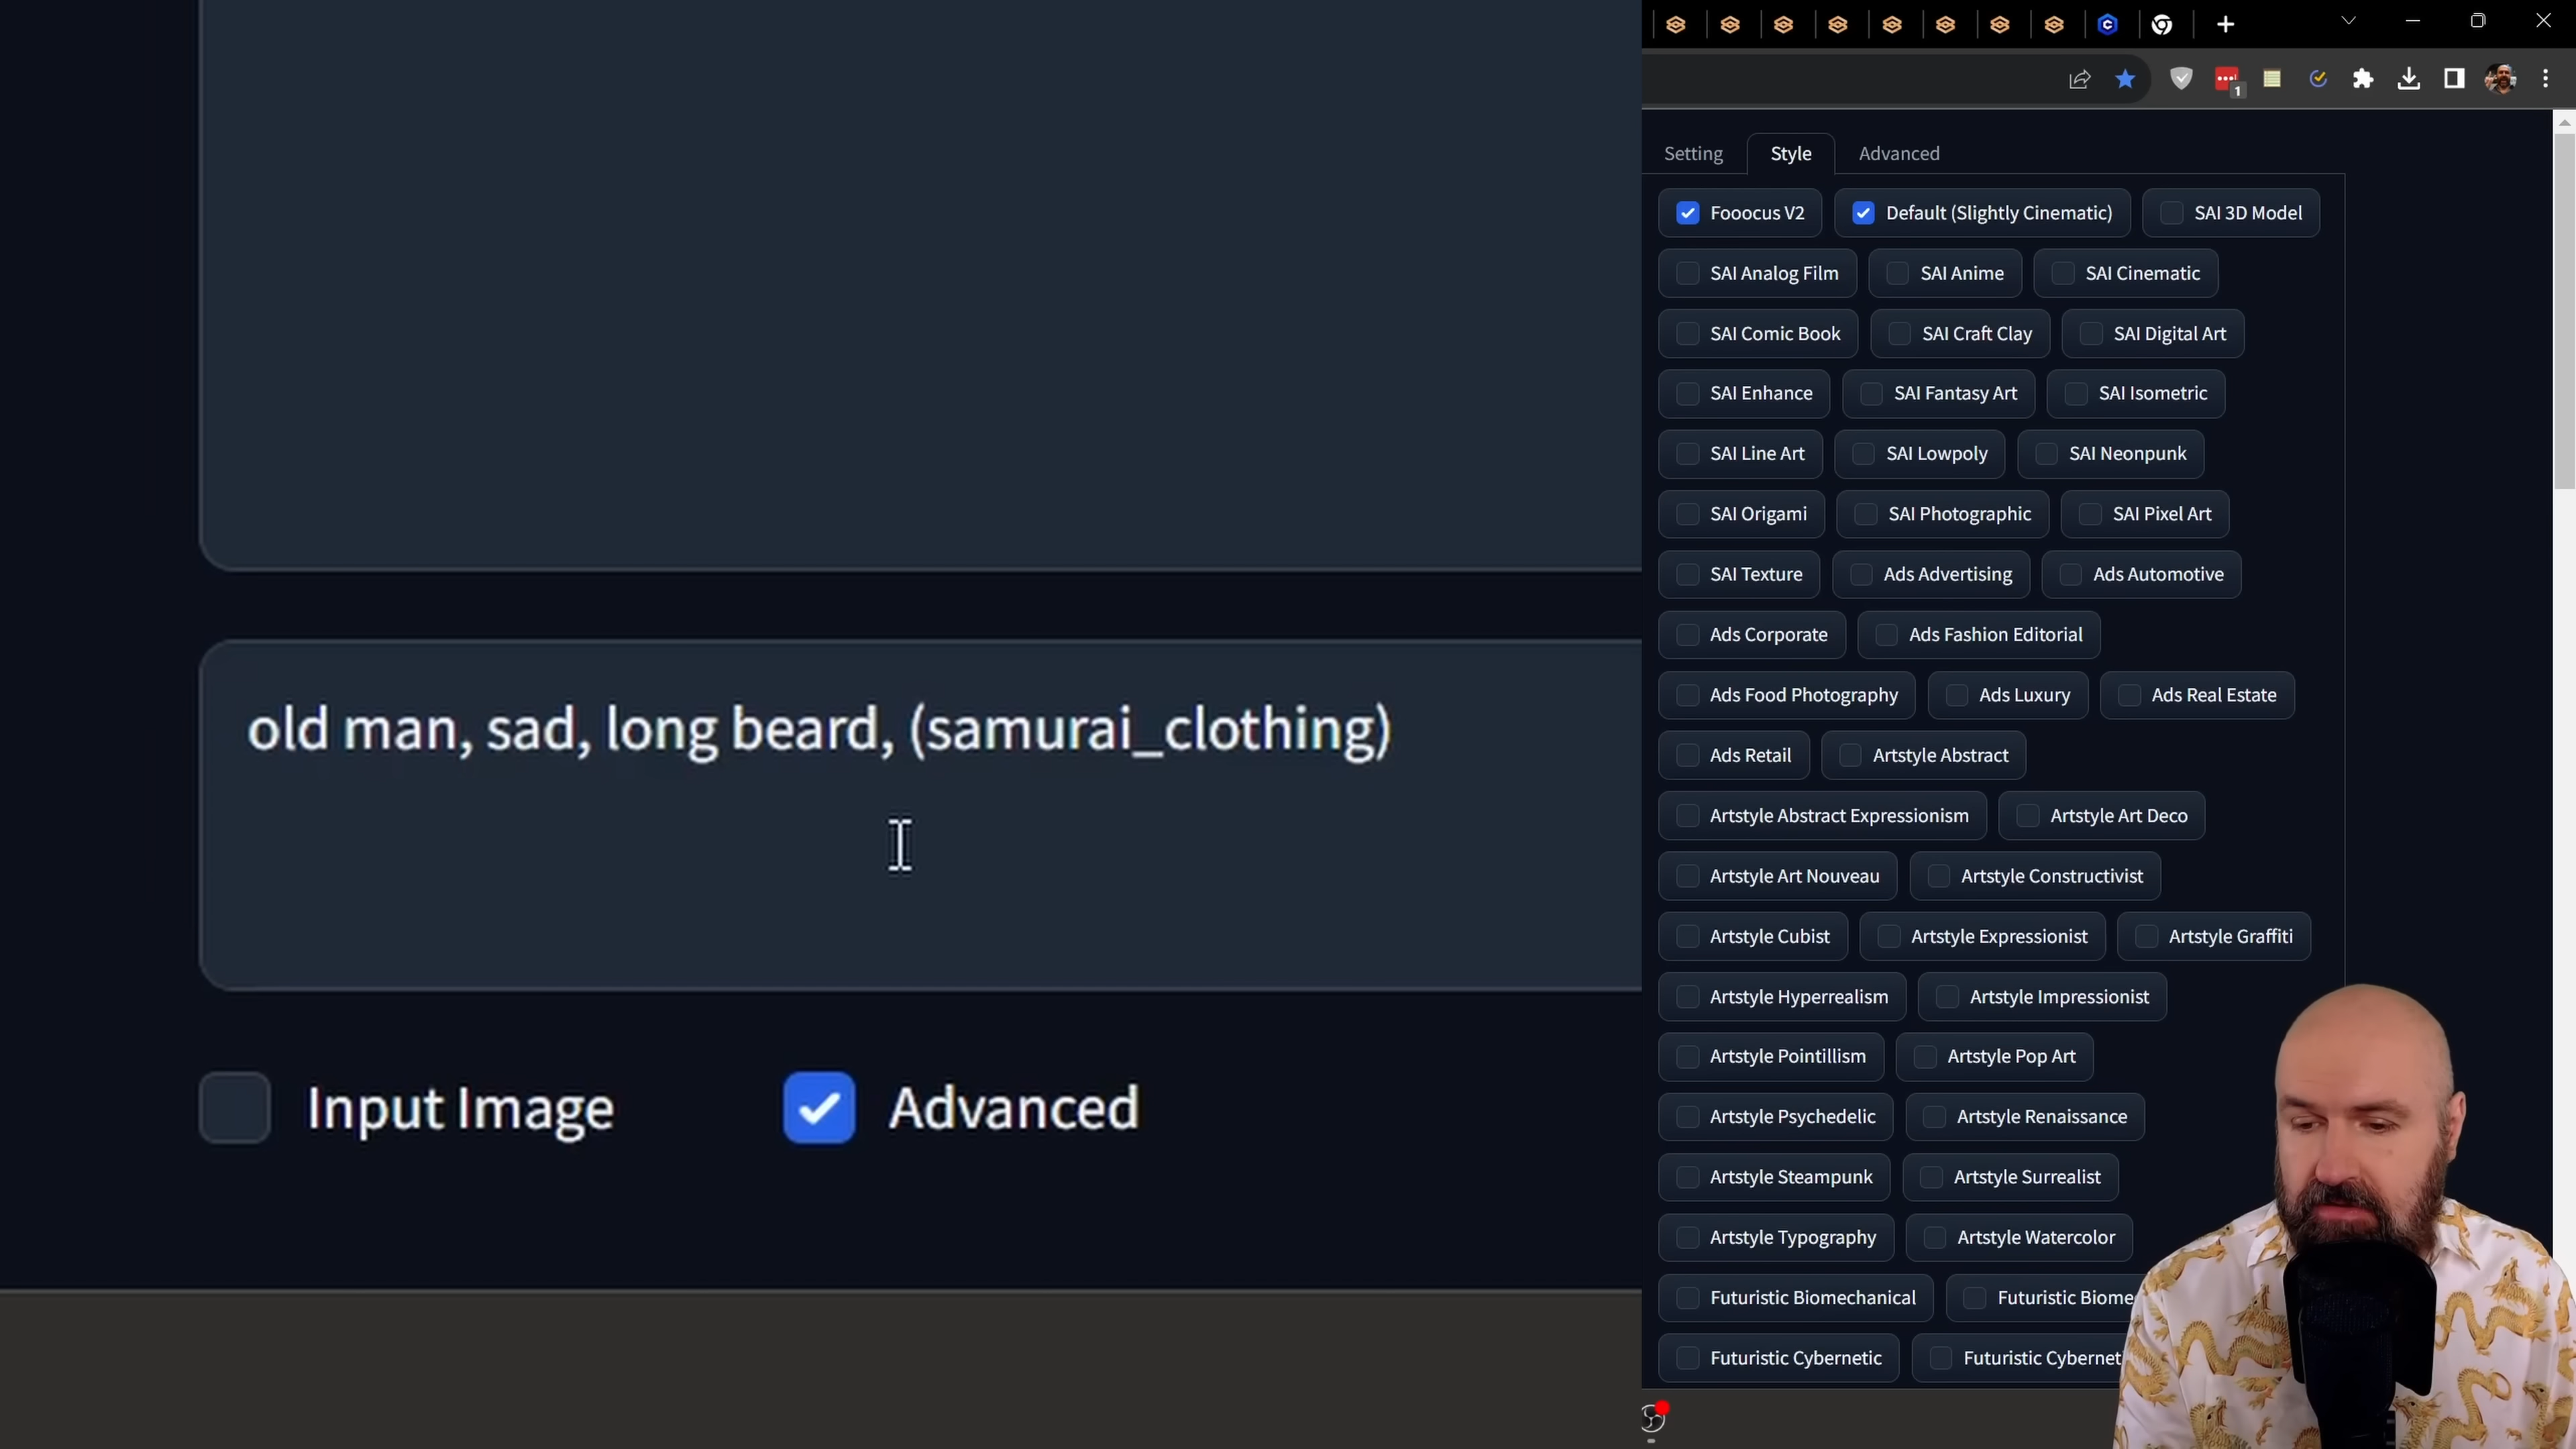 Setting Style Advanced
Fooocus V2 Default (Slightly Cinematic) SAI 3D Model
SAI Analog Film SAI Anime SAI Cinematic
SAI Comic Book SAI Craft Clay SAI Digital Art
SAI Enhance SAI Fantasy Art SAI Isometric
SAI Line Art SAI Lowpoly SAI Neonpunk
SAI Origami SAI Photographic SAI Pixel Art
SAI Texture Ads Advertising Ads Automotive
Ads Corporate Ads Fashion Editorial
Ads Food Photography Ads Luxury Ads Real Estate
Ads Retail Artstyle Abstract
Artstyle Abstract Expressionism Artstyle Art Deco
Artstyle Art Nouveau Artstyle Constructivist
Artstyle Cubist Artstyle Expressionist Artstyle Graffiti
Artstyle Hyperrealism Artstyle Impressionist
Artstyle Pointillism Artstyle Pop Art
Artstyle Psychedelic Artstyle Renaissance
Artstyle Steampunk Artstyle Surrealist
Artstyle Typography Artstyle Watercolor
Futuristic Biomechanical Futuristic Biome
Futuristic Cybernetic Futuristic Cybernet
old man, sad, long beard, (samurai_clothing)
Input Image Advanced
1
C